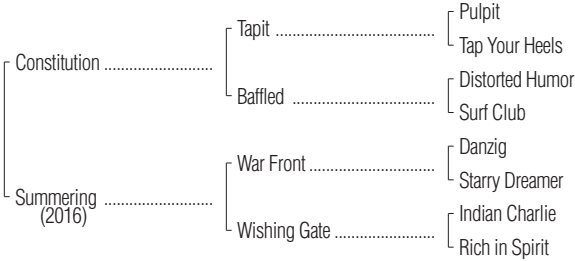 Pulpit
Tapit ......................................
Tap Your Heels
Constitution ..........................
Distorted Humor
Baffled ..................................
Surf Club
Danzig
War Front ..............................
Starry Dreamer
Summering ..........................
(2016)
Indian Charlie
Wishing Gate ........................
Rich in Spirit